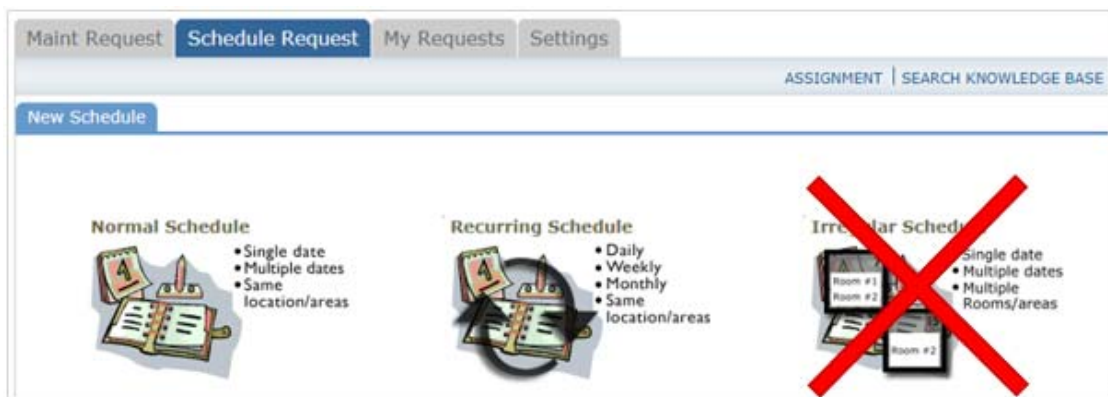 Maint Request Schedule Request My Requests Settings
ASSIGNMENT | SEARCH KNOWLEDGE BASE
New Schedule
Normal Schedule
• Single date
• Multiple dates
• Same
location/areas
Recurring Schedule
• Daily
• Weekly
• Monthly
• Same
location/areas
Irregular Schedule
Single date
• Multiple dates
• Multiple
Rooms/areas
Room #1
Room #2
Room #2